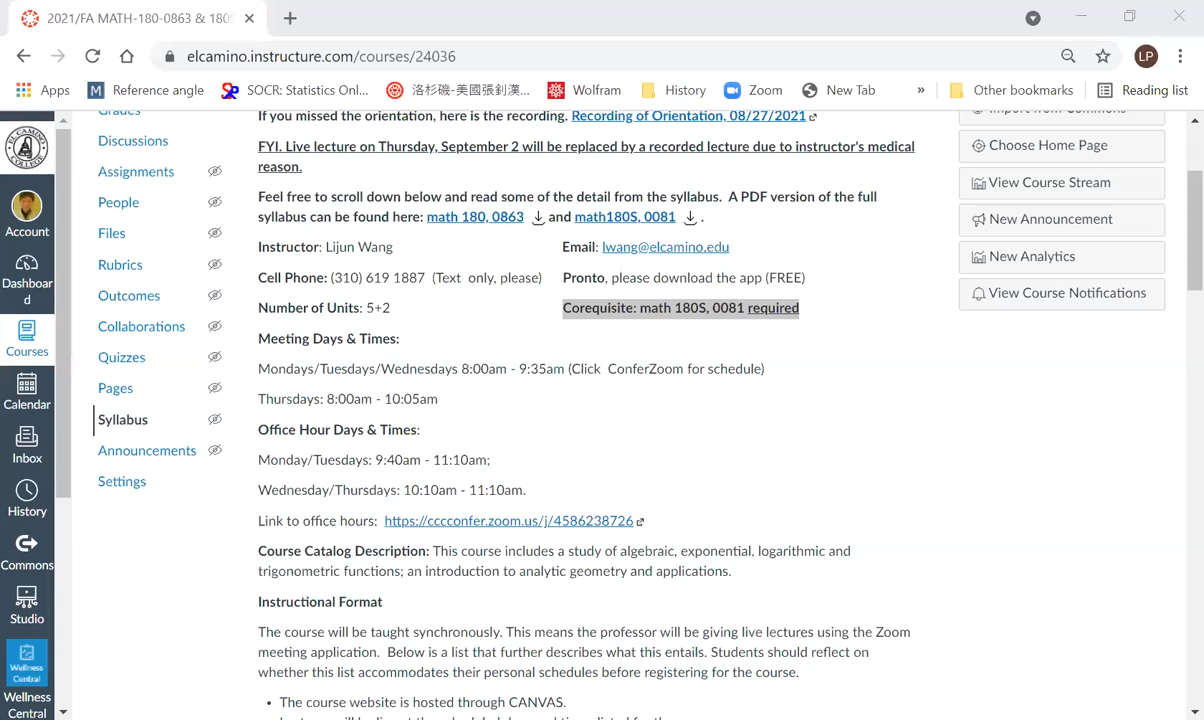 2021/FA MATH-180-0863 & 180S
elcamino.instructure.com/courses/24036
LP
Apps
M
Reference angle
SOCR: Statistics Onl...
洛杉磯-美國張釗漢...
Wolfram
History
Zoom
New Tab
»
Other bookmarks
Reading list
EL CAMINO
COLLEGE
Account
Dashboar
d
Courses
Calendar
Inbox
History
Commons
Studio
Wellness
Central
Wellness
Central
Grades
Discussions
Assignments
People
Files
Rubrics
Outcomes
Collaborations
Quizzes
Pages
Syllabus
Announcements
Settings
If you missed the orientation, here is the recording. Recording of Orientation, 08/27/2021
FYI. Live lecture on Thursday, September 2 will be replaced by a recorded lecture due to instructor's medical
reason.
Feel free to scroll down below and read some of the detail from the syllabus. A PDF version of the full
syllabus can be found here: math 180, 0863 and math180S, 0081 .
Instructor: Lijun Wang
Email: lwang@elcamino.edu
Cell Phone: (310) 619 1887 (Text only, please)
Pronto, please download the app (FREE)
Number of Units: 5+2
Corequisite: math 180S, 0081 required
Meeting Days & Times:
Mondays/Tuesdays/Wednesdays 8:00am - 9:35am (Click ConferZoom for schedule)
Thursdays: 8:00am - 10:05am
Office Hour Days & Times:
Monday/Tuesdays: 9:40am - 11:10am;
Wednesday/Thursdays: 10:10am - 11:10am.
Link to office hours: https://cccconfer.zoom.us/j/4586238726
Course Catalog Description: This course includes a study of algebraic, exponential, logarithmic and
trigonometric functions; an introduction to analytic geometry and applications.
Instructional Format
The course will be taught synchronously. This means the professor will be giving live lectures using the Zoom
meeting application. Below is a list that further describes what this entails. Students should reflect on
whether this list accommodates their personal schedules before registering for the course.
• The course website is hosted through CANVAS.
Import from Commons
Choose Home Page
View Course Stream
New Announcement
New Analytics
View Course Notifications